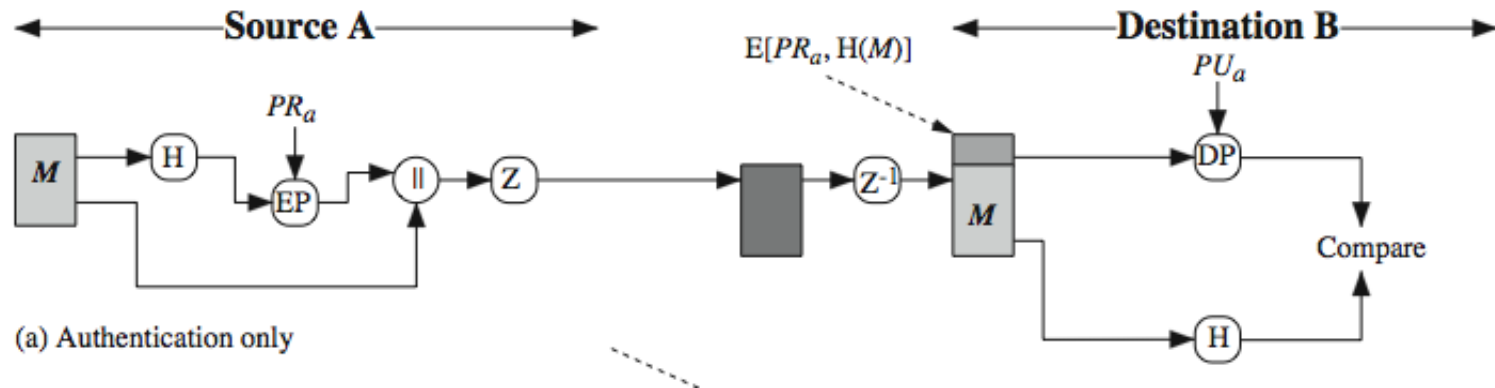 Source A
Destination B
E[PRₐ, H(M)]
PUₐ
PRₐ
M
H
EP
||
Z
Z⁻¹
M
DP
Compare
H
(a) Authentication only